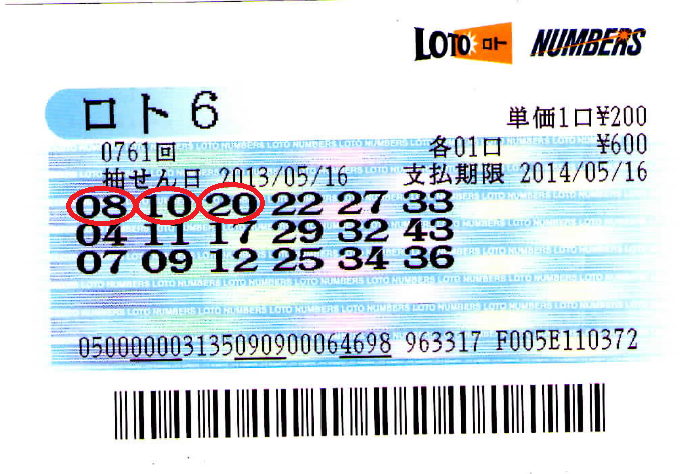 LOTO ロト NUMBERS
ロト6
単価1口¥200
0761回 各01口 ¥600
抽せん日 2013/05/16 支払期限 2014/05/16
08 10 20 22 27 33
04 11 17 29 32 43
07 09 12 25 34 36
050000003135090900064698 963317 F005E110372